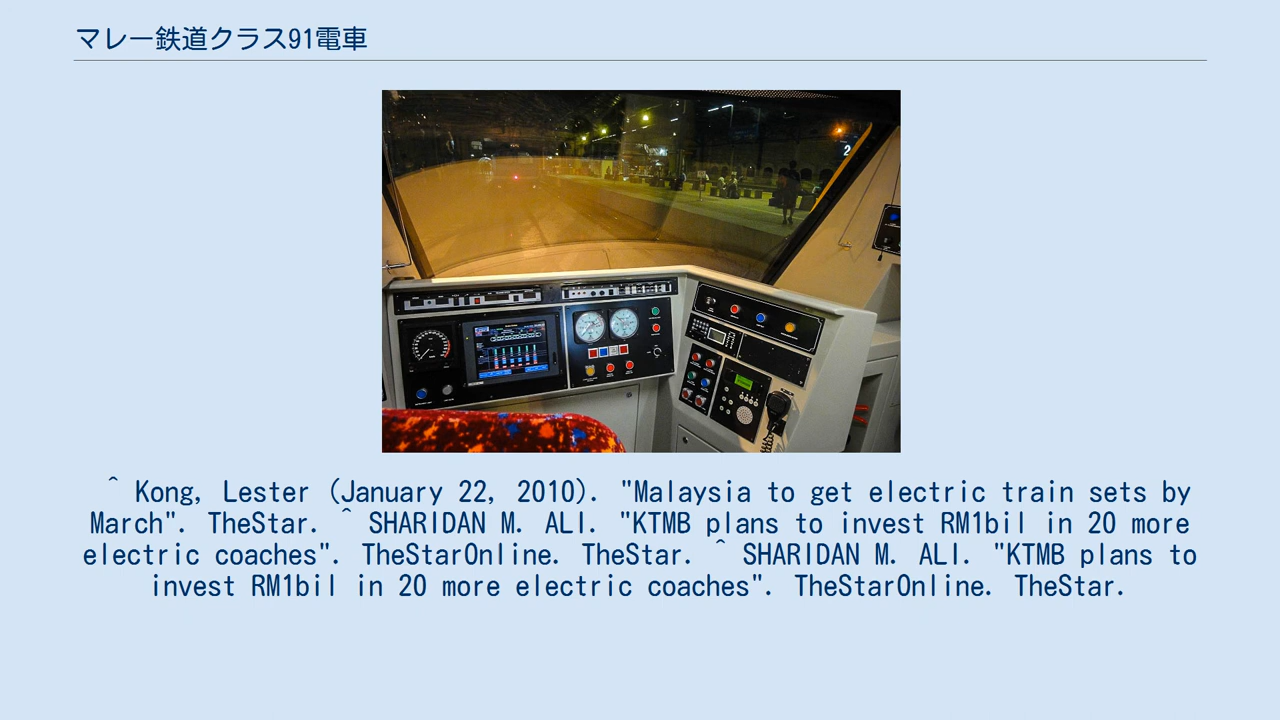 マレー鉄道クラス91電車
2
^ Kong, Lester (January 22, 2010). "Malaysia to get electric train sets by
March". TheStar. ^ SHARIDAN M. ALI. "KTMB plans to invest RM1bil in 20 more
electric coaches". TheStarOnline. TheStar. ^ SHARIDAN M. ALI. "KTMB plans to
invest RM1bil in 20 more electric coaches". TheStarOnline. TheStar.